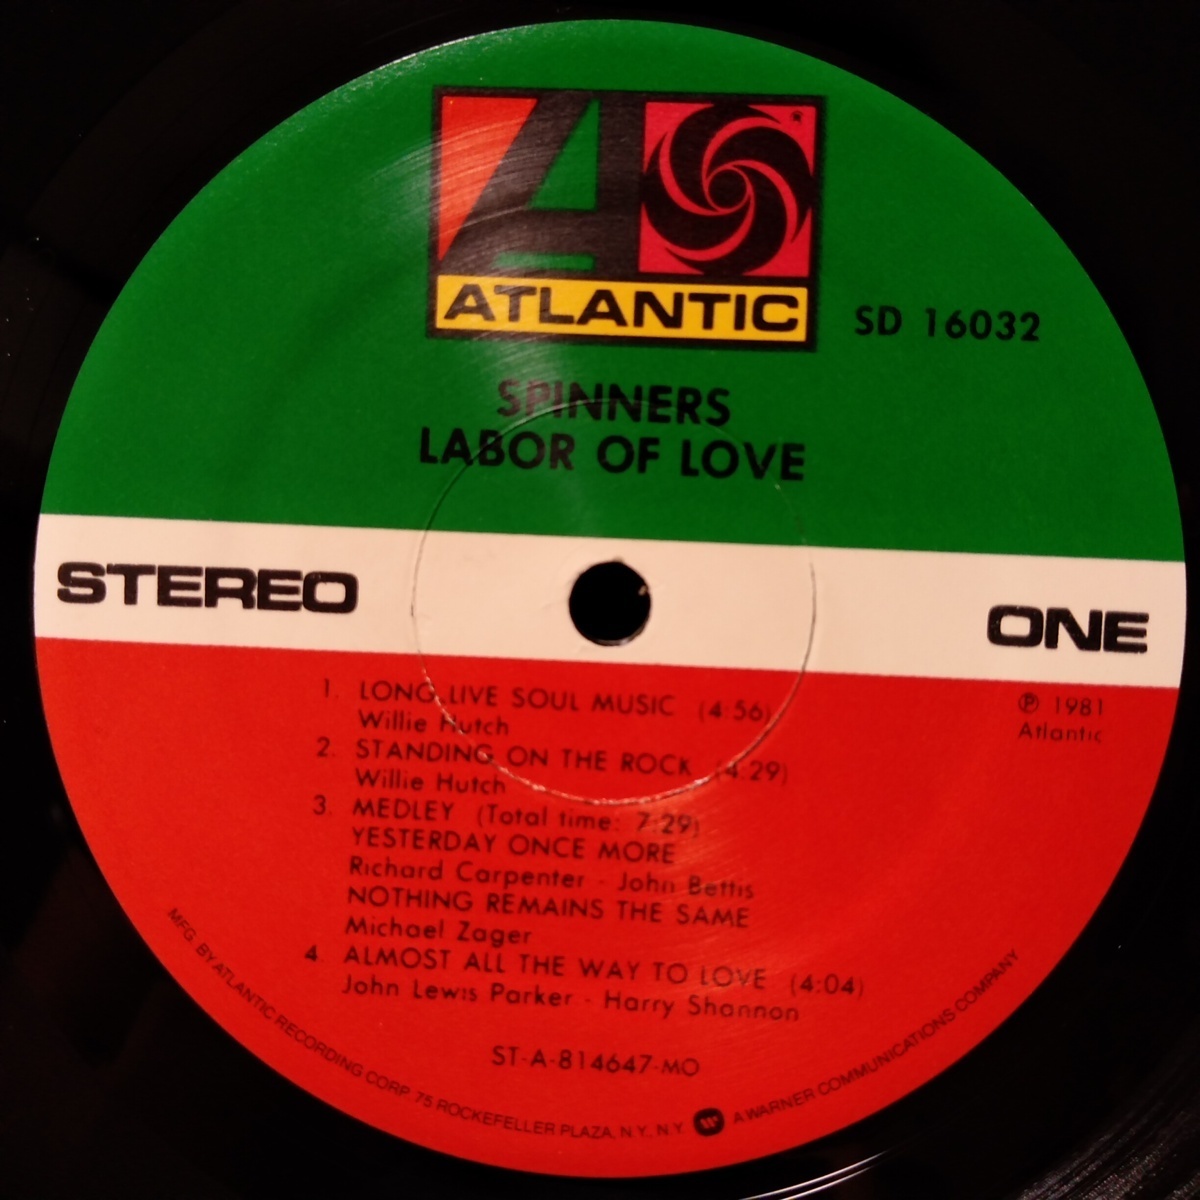 ATLANTIC
SD 16032
SPINNERS
LABOR OF LOVE
STEREO
ONE
℗ 1981
Atlantic
1. LONG LIVE SOUL MUSIC (4:56)
Willie Hutch
2. STANDING ON THE ROCK (4:29)
Willie Hutch
3. MEDLEY (Total time: 7:29)
YESTERDAY ONCE MORE
Richard Carpenter - John Bettis
NOTHING REMAINS THE SAME
Michael Zager
4. ALMOST ALL THE WAY TO LOVE (4:04)
John Lewis Parker - Harry Shannon
ST-A-814647-MO
MFG. BY ATLANTIC RECORDING CORP. 75 ROCKEFELLER PLAZA, N.Y., N.Y. A WARNER COMMUNICATIONS COMPANY